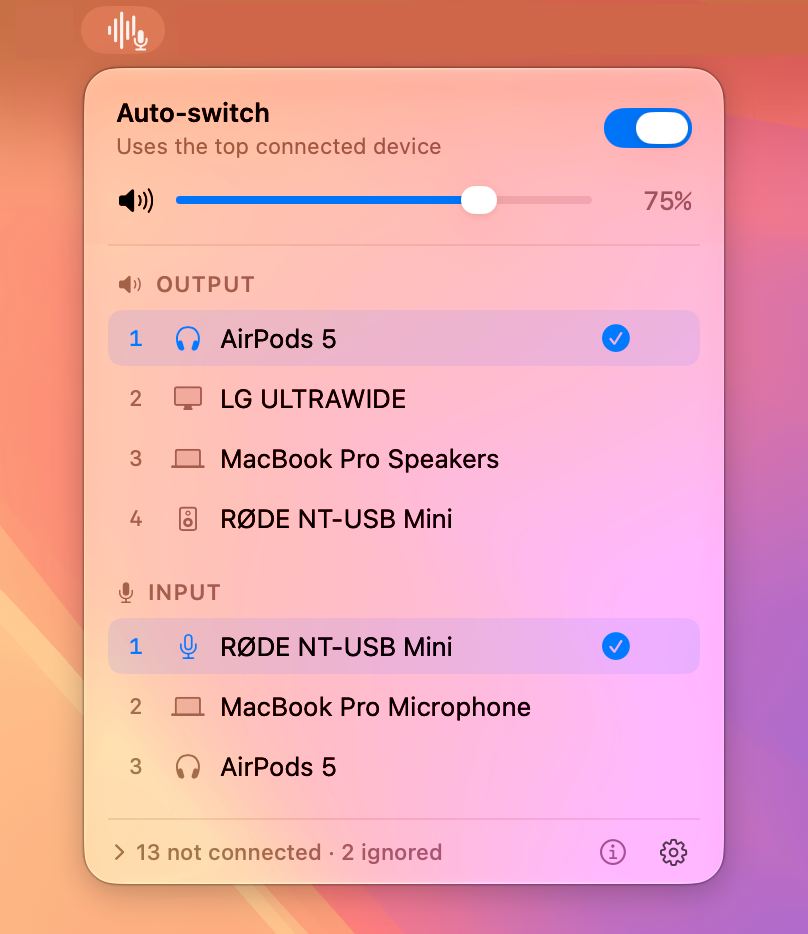 Auto-switch
Uses the top connected device
75%
OUTPUT
1 AirPods 5
2 LG ULTRAWIDE
3 MacBook Pro Speakers
4 RØDE NT-USB Mini
INPUT
1 RØDE NT-USB Mini
2 MacBook Pro Microphone
3 AirPods 5
13 not connected · 2 ignored